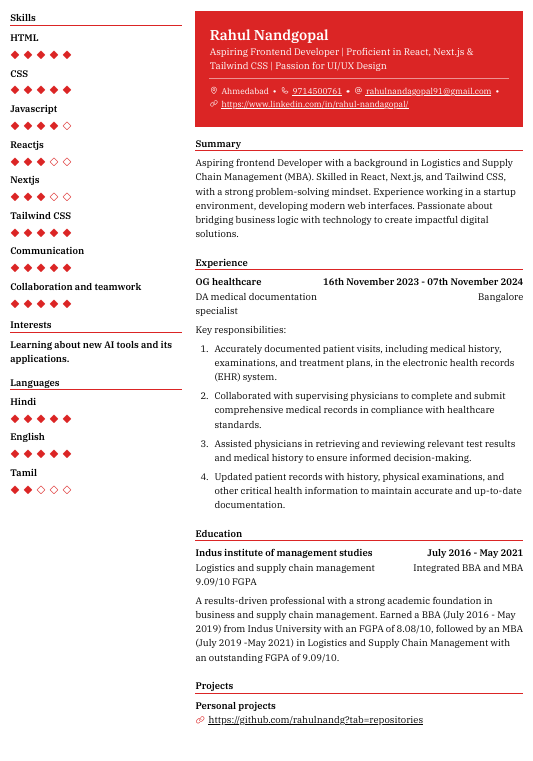 Skills
HTML
CSS
Javascript
Reactjs
Nextjs
Tailwind CSS
Communication
Collaboration and teamwork
Interests
Learning about new AI tools and its
applications.
Languages
Hindi
English
Tamil
Rahul Nandgopal
Aspiring Frontend Developer | Proficient in React, Next.js &
Tailwind CSS | Passion for UI/UX Design
Ahmedabad • 9714500761 • rahulnandagopal91@gmail.com •
https://www.linkedin.com/in/rahul-nandagopal/
Summary
Aspiring frontend Developer with a background in Logistics and Supply
Chain Management (MBA). Skilled in React, Next.js, and Tailwind CSS,
with a strong problem-solving mindset. Experience working in a startup
environment, developing modern web interfaces. Passionate about
bridging business logic with technology to create impactful digital
solutions.
Experience
OG healthcare 16th November 2023 - 07th November 2024
DA medical documentation Bangalore
specialist
Key responsibilities:
1. Accurately documented patient visits, including medical history,
examinations, and treatment plans, in the electronic health records
(EHR) system.
2. Collaborated with supervising physicians to complete and submit
comprehensive medical records in compliance with healthcare
standards.
3. Assisted physicians in retrieving and reviewing relevant test results
and medical history to ensure informed decision-making.
4. Updated patient records with history, physical examinations, and
other critical health information to maintain accurate and up-to-date
documentation.
Education
Indus institute of management studies July 2016 - May 2021
Logistics and supply chain management Integrated BBA and MBA
9.09/10 FGPA
A results-driven professional with a strong academic foundation in
business and supply chain management. Earned a BBA (July 2016 - May
2019) from Indus University with an FGPA of 8.08/10, followed by an MBA
(July 2019 -May 2021) in Logistics and Supply Chain Management with
an outstanding FGPA of 9.09/10.
Projects
Personal projects
https://github.com/rahulnandg?tab=repositories